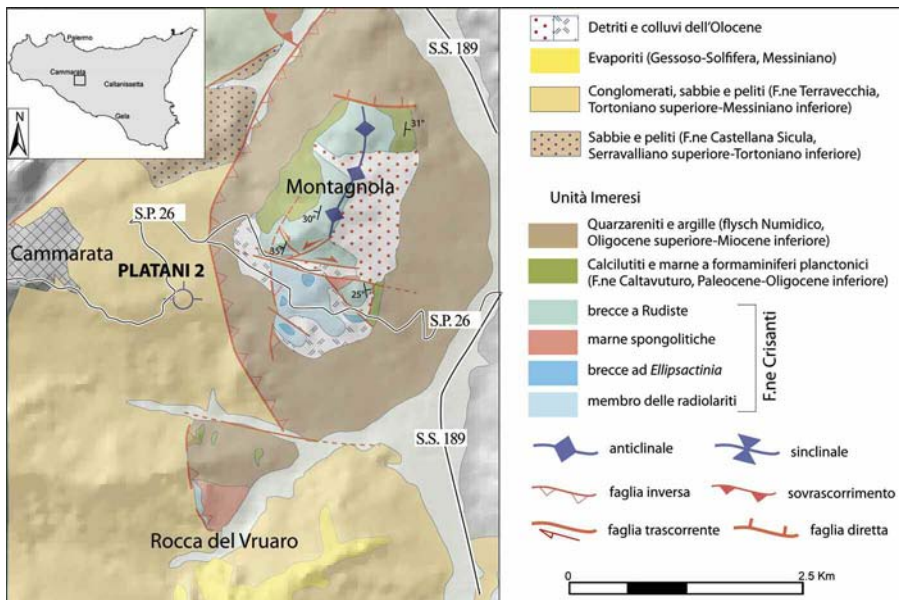 Palermo
Cammarata
Caltanissetta
Gela
N
S.S. 189
31°
Montagnola
S.P. 26
30°
35°
Cammarata
PLATANI 2
25°
S.P. 26
S.S. 189
Rocca del Vruaro
Detriti e colluvi dell'Olocene
Evaporiti (Gessoso-Solfifera, Messiniano)
Conglomerati, sabbie e peliti (F.ne Terravecchia,
Tortoniano superiore-Messiniano inferiore)
Sabbie e peliti (F.ne Castellana Sicula,
Serravalliano superiore-Tortoniano inferiore)
Unità Imeresi
Quarzareniti e argille (flysch Numidico,
Oligocene superiore-Miocene inferiore)
Calcilutiti e marne a formaminiferi planctonici
(F.ne Caltavuturo, Paleocene-Oligocene inferiore)
brecce a Rudiste
marne spongolitiche
brecce ad Ellipsactinia
membro delle radiolariti
F.ne Crisanti
anticlinale
sinclinale
faglia inversa
sovrascorrimento
faglia trascorrente
faglia diretta
0
2.5 Km